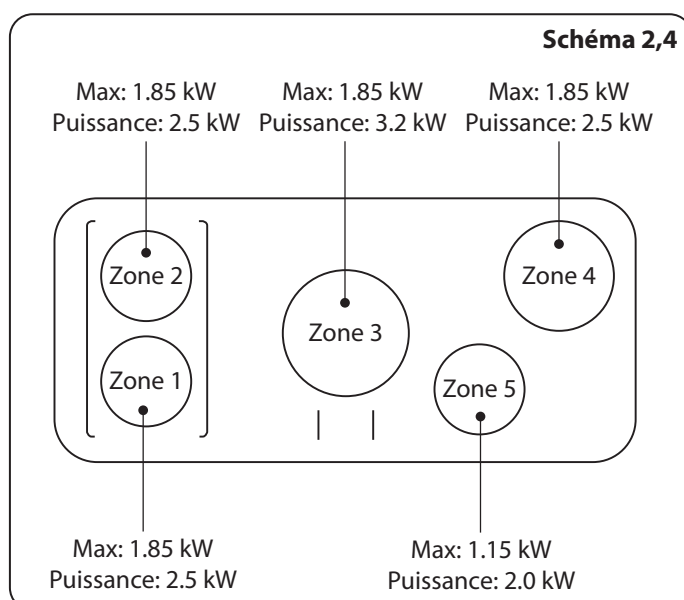 Schéma 2,4
Max: 1.85 kW
Puissance: 2.5 kW
Max: 1.85 kW
Puissance: 3.2 kW
Max: 1.85 kW
Puissance: 2.5 kW
Zone 2
Zone 4
Zone 3
Zone 1
Zone 5
Max: 1.85 kW
Puissance: 2.5 kW
Max: 1.15 kW
Puissance: 2.0 kW